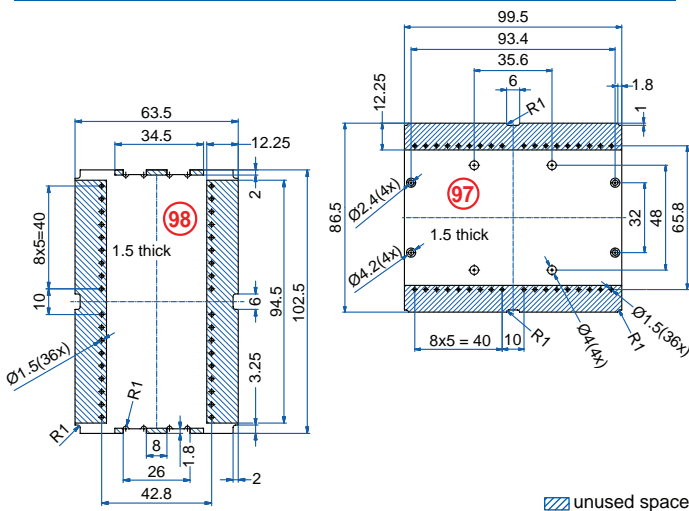 99.5
93.4
35.6
6
1.8
12.25
R1
1
86.5
Ø2.4(4x)
97
32
48
65.8
Ø4.2(4x)
1.5 thick
8x5 = 40
10
R1
Ø4(4x)
Ø1.5(36x)
R1
63.5
34.5
12.25
2
8x5=40
98
1.5 thick
10
6
94.5
102.5
Ø1.5(36x)
3.25
R1
R1
8
1.8
26
2
42.8
unused space